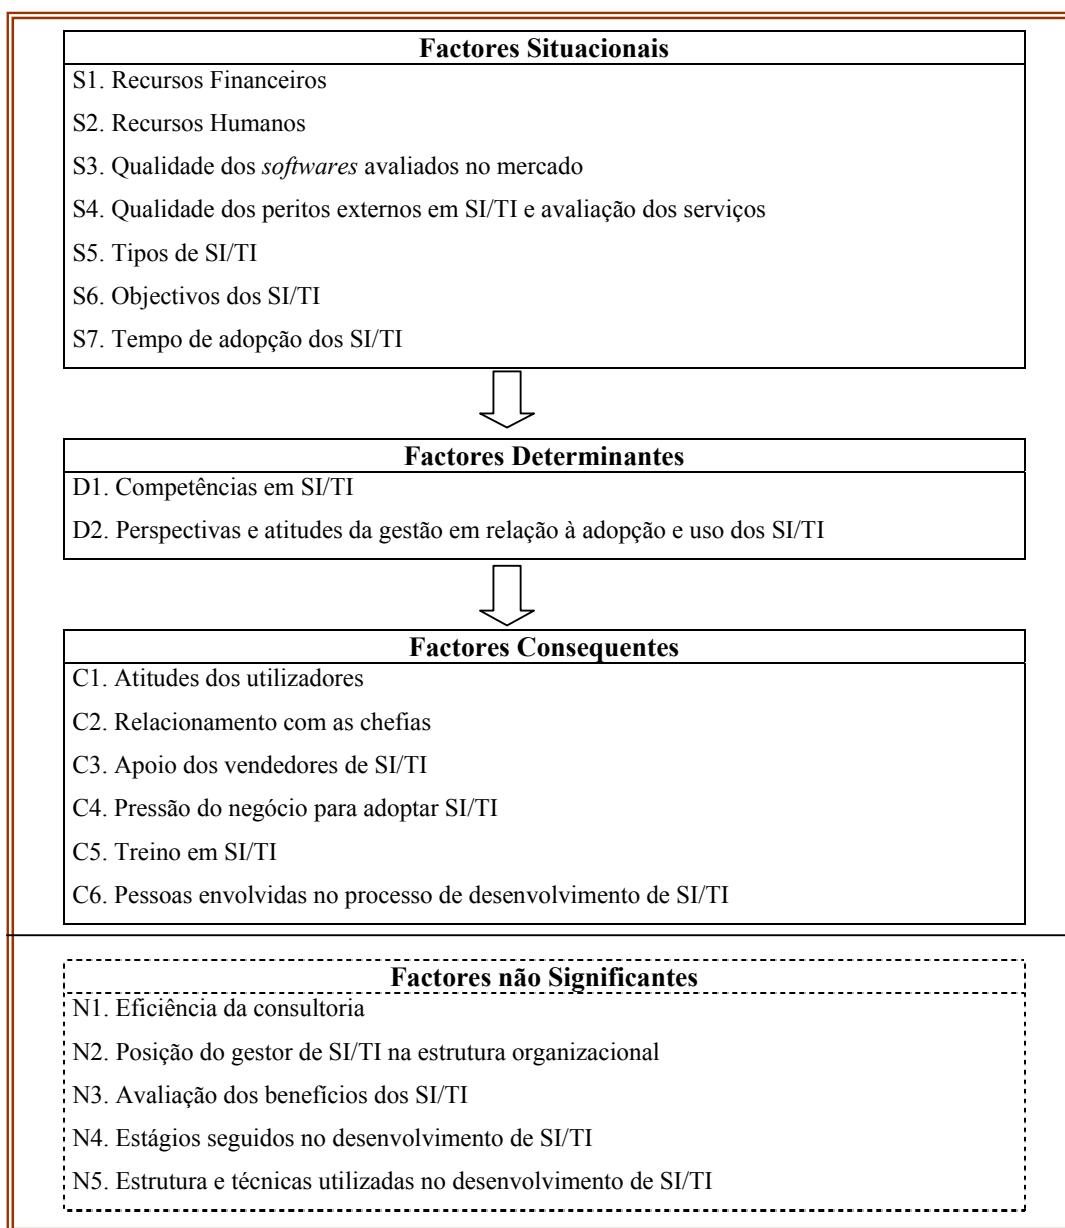 Factores Situacionais
S1. Recursos Financeiros
S2. Recursos Humanos
S3. Qualidade dos softwares avaliados no mercado
S4. Qualidade dos peritos externos em SI/TI e avaliação dos serviços
S5. Tipos de SI/TI
S6. Objectivos dos SI/TI
S7. Tempo de adopção dos SI/TI
Factores Determinantes
D1. Competências em SI/TI
D2. Perspectivas e atitudes da gestão em relação à adopção e uso dos SI/TI
Factores Consequentes
C1. Atitudes dos utilizadores
C2. Relacionamento com as chefias
C3. Apoio dos vendedores de SI/TI
C4. Pressão do negócio para adoptar SI/TI
C5. Treino em SI/TI
C6. Pessoas envolvidas no processo de desenvolvimento de SI/TI
Factores não Significantes
N1. Eficiência da consultoria
N2. Posição do gestor de SI/TI na estrutura organizacional
N3. Avaliação dos benefícios dos SI/TI
N4. Estágios seguidos no desenvolvimento de SI/TI
N5. Estrutura e técnicas utilizadas no desenvolvimento de SI/TI